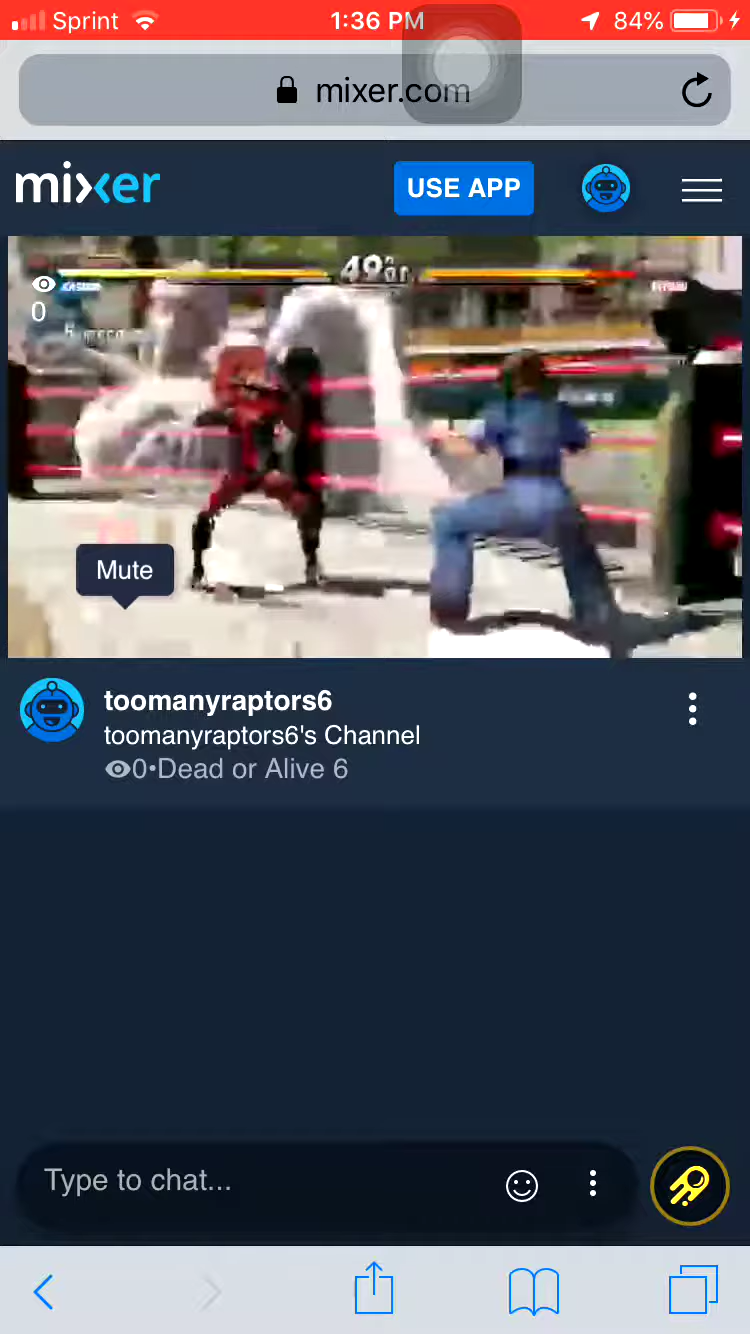 Sprint 1:36 PM 84%
mixer.com
mixer USE APP
49
0
Mute
toomanyraptors6
toomanyraptors6's Channel
0•Dead or Alive 6
Type to chat...